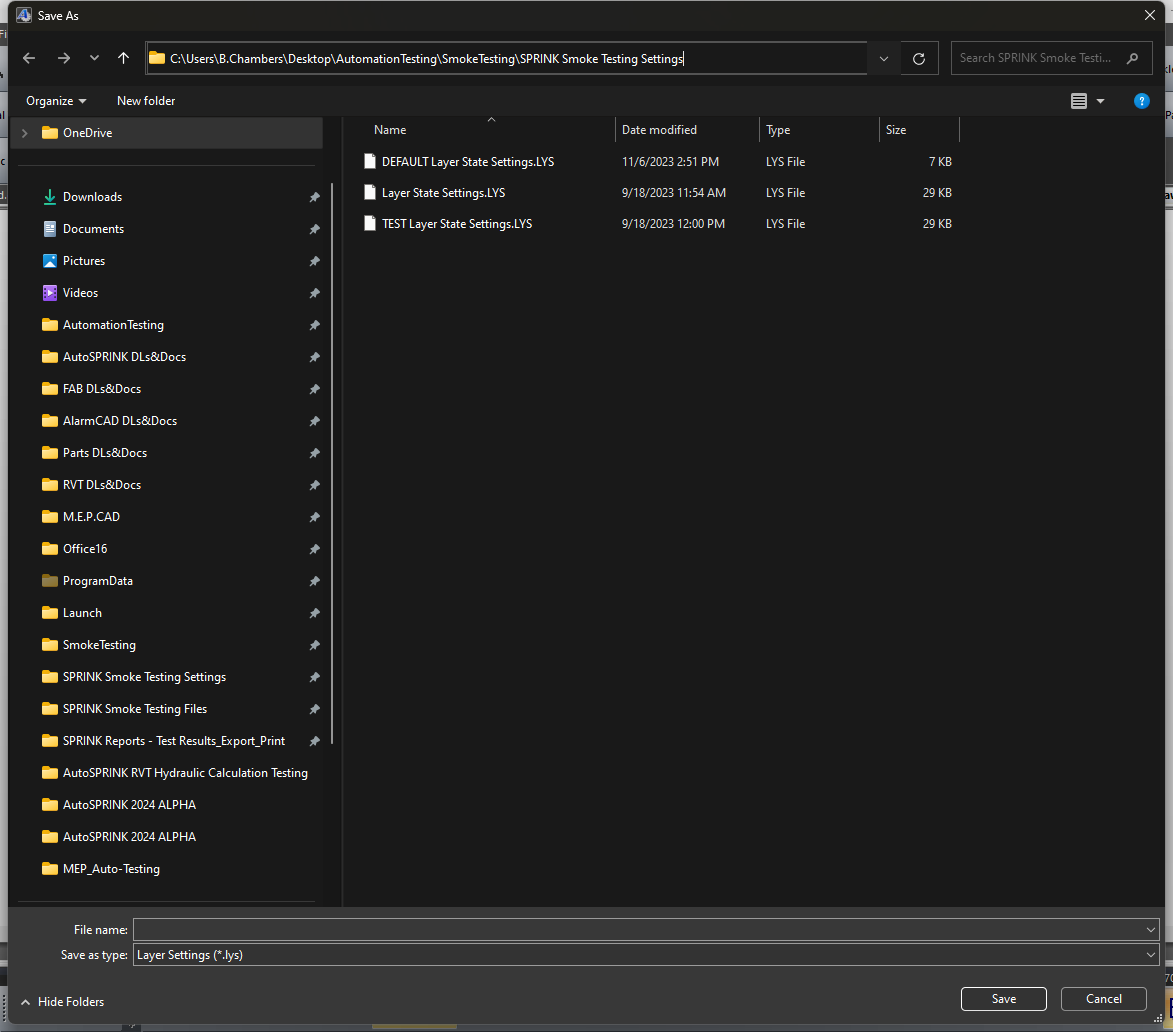 Save As
C:\Users\B.Chambers\Desktop\AutomationTesting\SmokeTesting\SPRINK Smoke Testing Settings
Search SPRINK Smoke Testi...
Organize
New folder
OneDrive
Downloads
Documents
Pictures
Videos
AutomationTesting
AutoSPRINK DLs&Docs
FAB DLs&Docs
AlarmCAD DLs&Docs
Parts DLs&Docs
RVT DLs&Docs
M.E.P.CAD
Office16
ProgramData
Launch
SmokeTesting
SPRINK Smoke Testing Settings
SPRINK Smoke Testing Files
SPRINK Reports - Test Results_Export_Print
AutoSPRINK RVT Hydraulic Calculation Testing
AutoSPRINK 2024 ALPHA
AutoSPRINK 2024 ALPHA
MEP_Auto-Testing
Name Date modified Type Size
DEFAULT Layer State Settings.LYS 11/6/2023 2:51 PM LYS File 7 KB
Layer State Settings.LYS 9/18/2023 11:54 AM LYS File 29 KB
TEST Layer State Settings.LYS 9/18/2023 12:00 PM LYS File 29 KB
File name:
Save as type: Layer Settings (*.lys)
Hide Folders
Save
Cancel